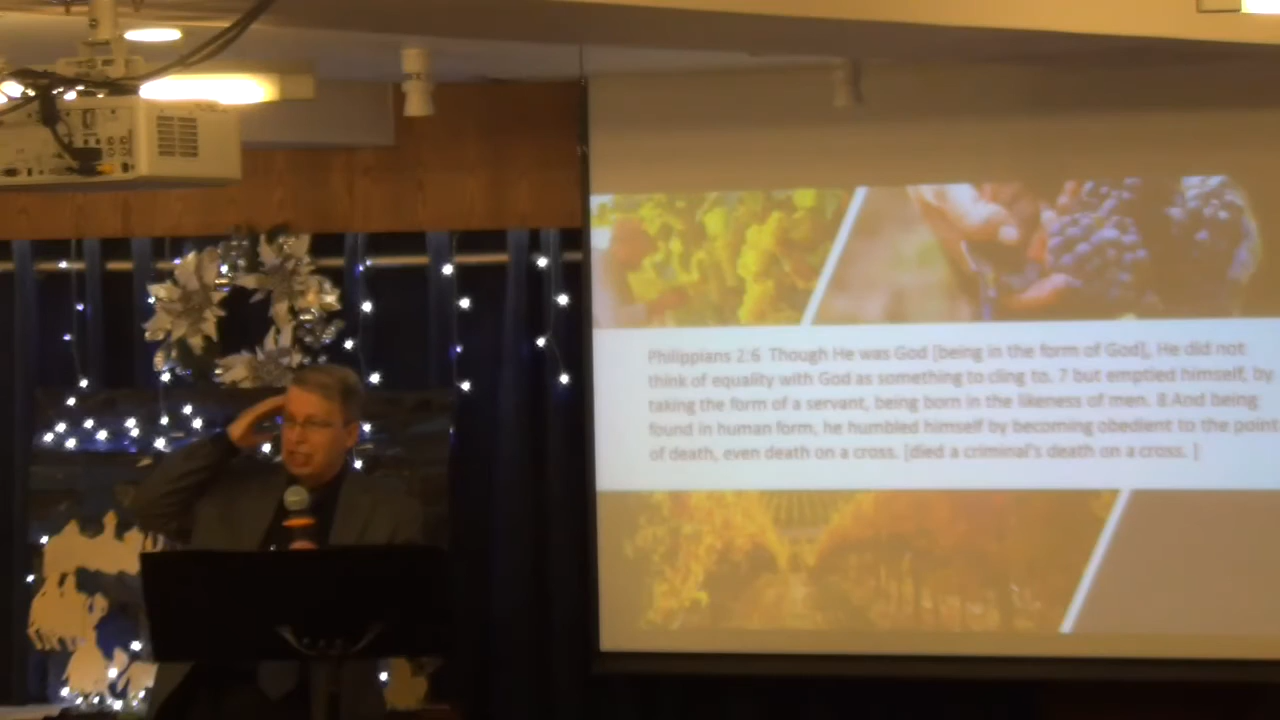 Philippians 2:6 Though He was God [being in the form of God], He did not
think of equality with God as something to cling to. 7 but emptied himself, by
taking the form of a servant, being born in the likeness of men. 8 And being
found in human form, he humbled himself by becoming obedient to the point
of death, even death on a cross. [died a criminal's death on a cross. ]